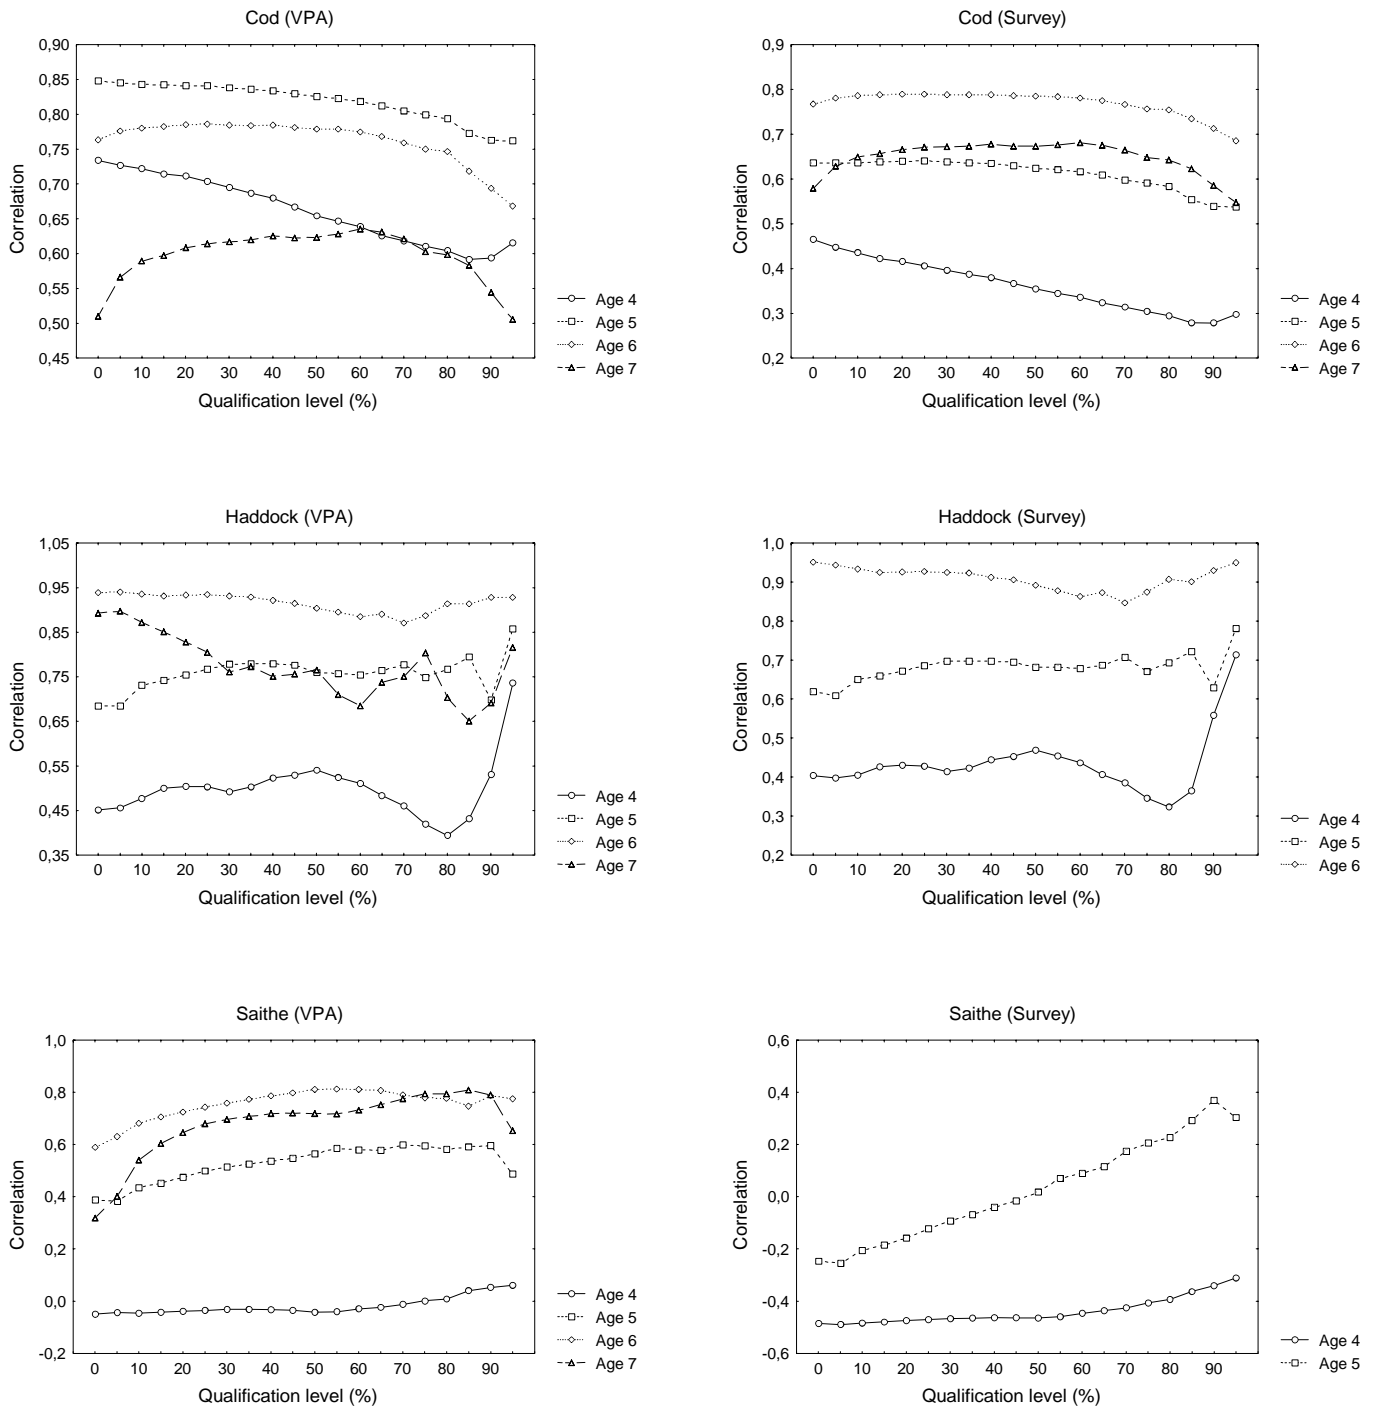 Cod (VPA)
0,90
0,85
0,80
0,75
0,70
0,65
0,60
0,55
0,50
0,45
Correlation
0 10 20 30 40 50 60 70 80 90
Qualification level (%)
Age 4
Age 5
Age 6
Age 7
Cod (Survey)
0,9
0,8
0,7
0,6
0,5
0,4
0,3
0,2
Correlation
0 10 20 30 40 50 60 70 80 90
Qualification level (%)
Age 4
Age 5
Age 6
Age 7
Haddock (VPA)
1,05
0,95
0,85
0,75
0,65
0,55
0,45
0,35
Correlation
0 10 20 30 40 50 60 70 80 90
Qualification level (%)
Age 4
Age 5
Age 6
Age 7
Haddock (Survey)
1,0
0,9
0,8
0,7
0,6
0,5
0,4
0,3
0,2
Correlation
0 10 20 30 40 50 60 70 80 90
Qualification level (%)
Age 4
Age 5
Age 6
Saithe (VPA)
1,0
0,8
0,6
0,4
0,2
0,0
-0,2
Correlation
0 10 20 30 40 50 60 70 80 90
Qualification level (%)
Age 4
Age 5
Age 6
Age 7
Saithe (Survey)
0,6
0,4
0,2
0,0
-0,2
-0,4
-0,6
Correlation
0 10 20 30 40 50 60 70 80 90
Qualification level (%)
Age 4
Age 5